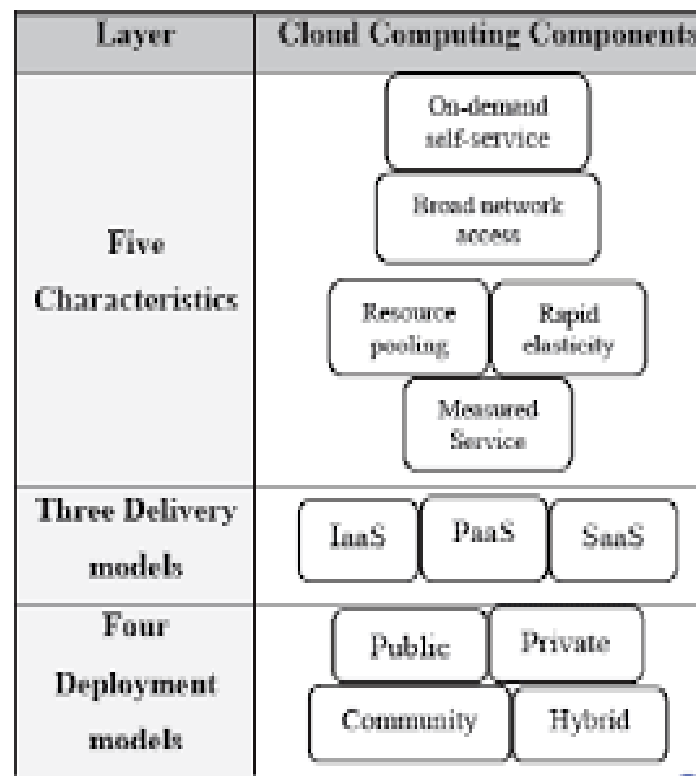 Layer
Cloud Computing Components
Five
Characteristics
On-demand
self-service
Broad network
access
Resource
pooling
Rapid
elasticity
Measured
Service
Three Delivery
models
IaaS
PaaS
SaaS
Four
Deployment
models
Public
Private
Community
Hybrid